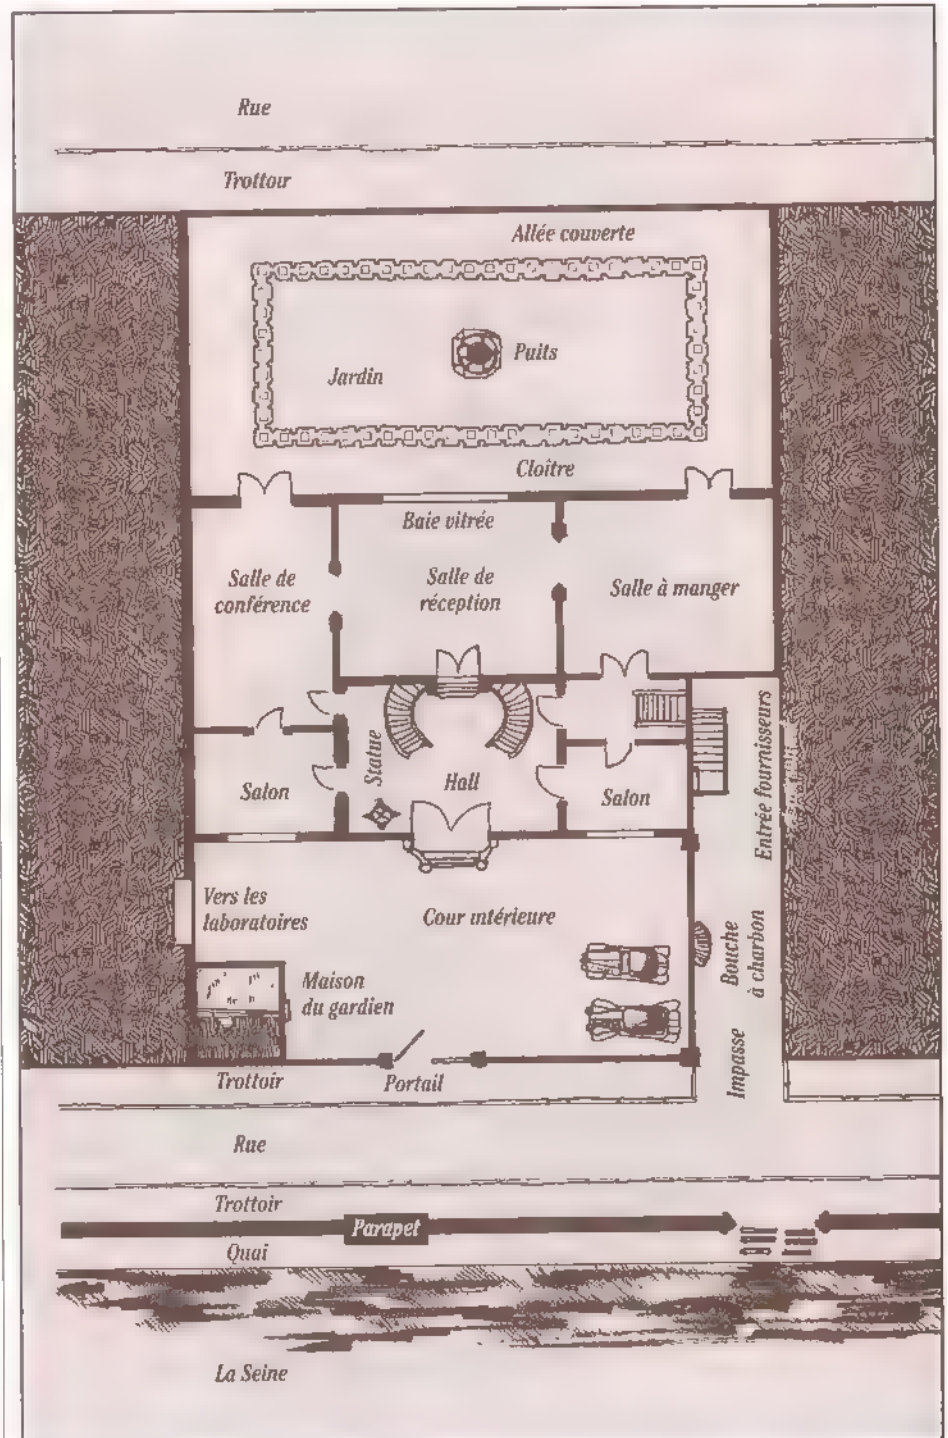 Rue
Trottoir
Allée couverte
Puits
Jardin
Cloître
Baie vitrée
Salle de
conférence
Salle de
réception
Salle à manger
Statue
Hall
Salon
Salon
Entrée fournisseurs
Vers les
laboratoires
Cour intérieure
Bouche
à charbon
Maison
du gardien
Impasse
Trottoir
Portail
Rue
Trottoir
Parapet
Quai
La Seine